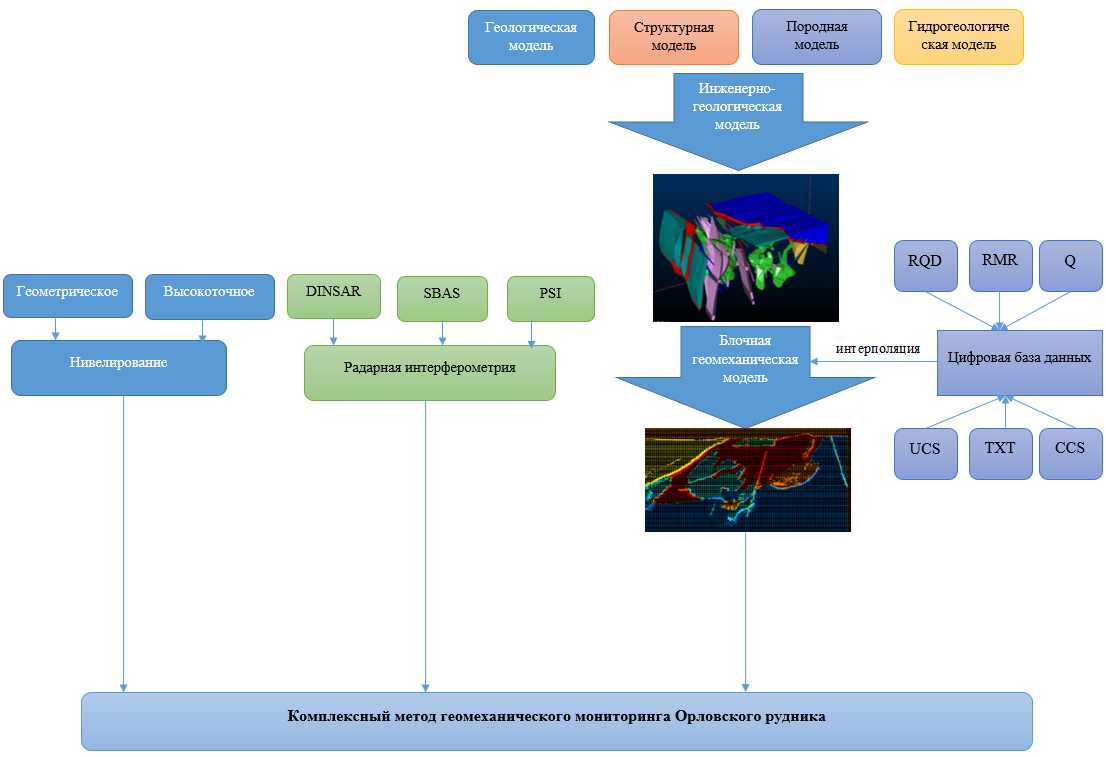 Геологическая
модель
Структурная
модель
Породная
модель
Гидрогеологиче
ская модель
Инженерно-
геологическая
модель
RQD
RMR
Q
Геометрическое
Высокоточное
DINSAR
SBAS
PSI
Нивелирование
Радарная интерферометрия
Блочная
геомеханическая
модель
интерполяция
Цифровая база данных
UCS
TXT
CCS
Комплексный метод геомеханического мониторинга Орловского рудника